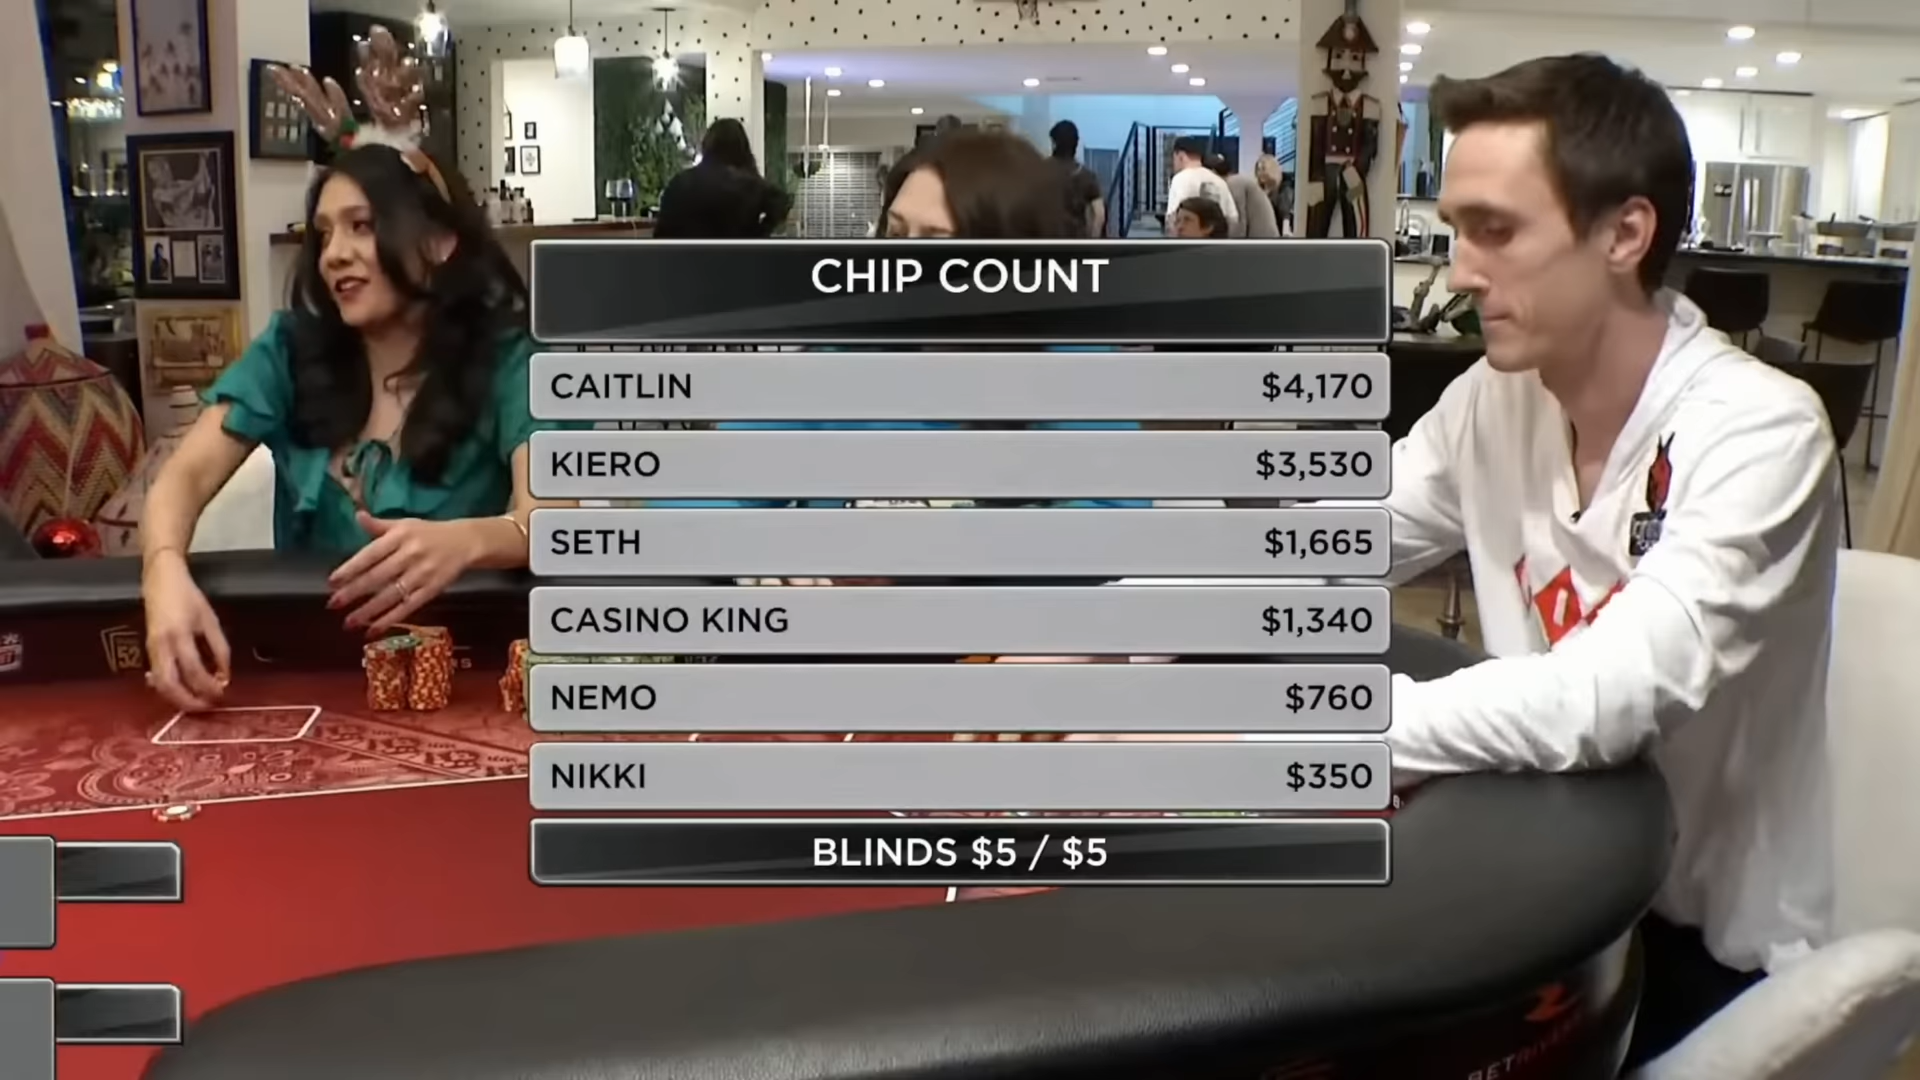 CHIP COUNT
CAITLIN $4,170
KIERO $3,530
SETH $1,665
CASINO KING $1,340
NEMO $760
NIKKI $350
BLINDS $5 / $5
52